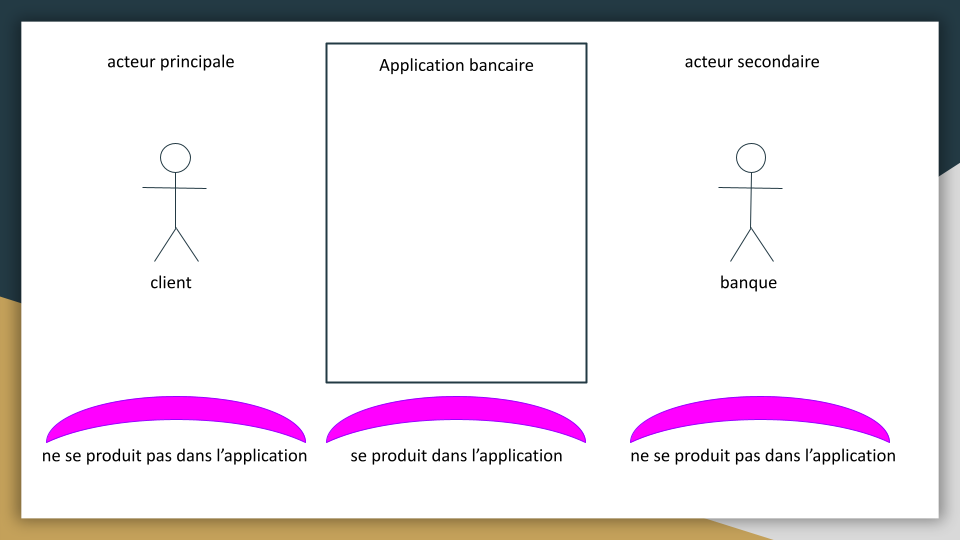 acteur principale
Application bancaire
acteur secondaire
client
banque
ne se produit pas dans l’application
se produit dans l’application
ne se produit pas dans l’application